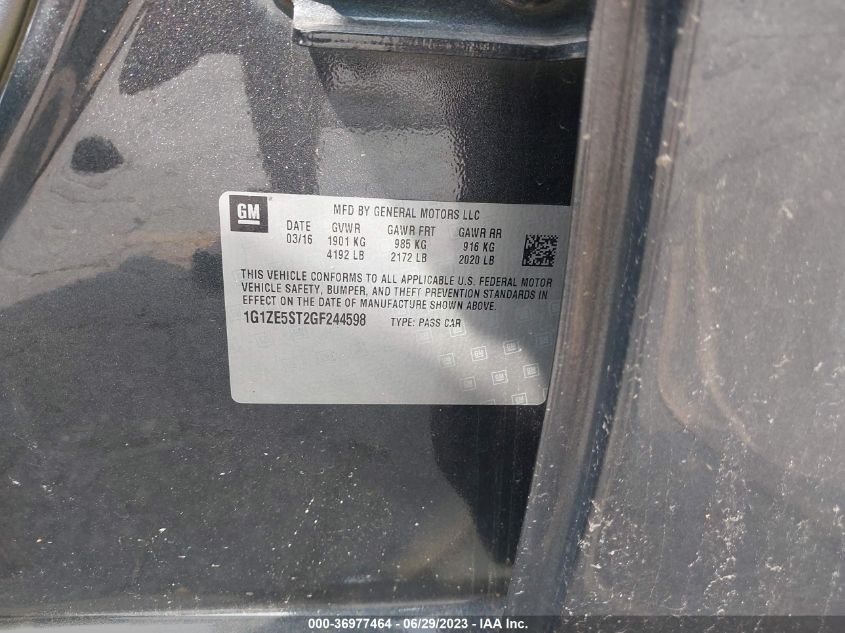 GM
MFD BY GENERAL MOTORS LLC
DATE GVWR GAWR FRT GAWR RR
03/16 1901 KG 985 KG 916 KG
4192 LB 2172 LB 2020 LB
THIS VEHICLE CONFORMS TO ALL APPLICABLE U.S. FEDERAL MOTOR
VEHICLE SAFETY, BUMPER, AND THEFT PREVENTION STANDARDS IN
EFFECT ON THE DATE OF MANUFACTURE SHOWN ABOVE.
1G1ZE5ST2GF244598 TYPE: PASS CAR
000-36977464 - 06/29/2023 - www.iaai.com